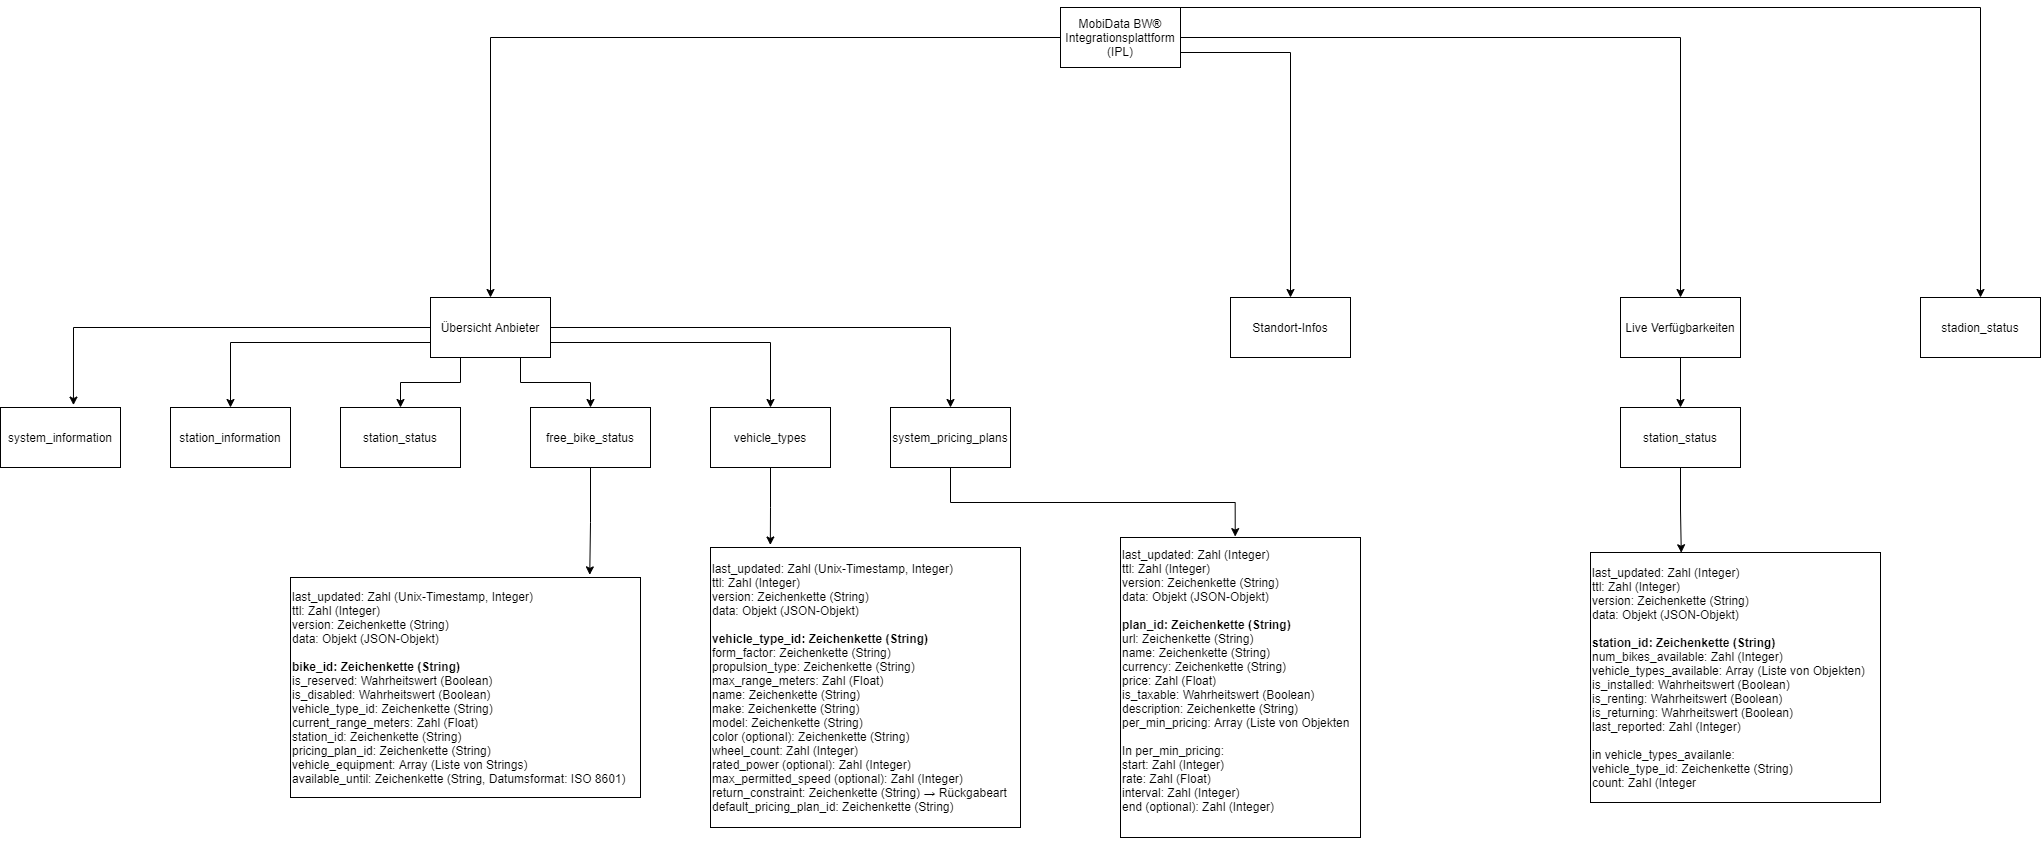 MobiData BW®
Integrationsplattform
(IPL)
Übersicht Anbieter
Standort-Infos
Live Verfügbarkeiten
stadion_status
system_information
station_information
station_status
free_bike_status
vehicle_types
system_pricing_plans
station_status
last_updated: Zahl (Unix-Timestamp, Integer)
ttl: Zahl (Integer)
version: Zeichenkette (String)
data: Objekt (JSON-Objekt)
bike_id: Zeichenkette (String)
is_reserved: Wahrheitswert (Boolean)
is_disabled: Wahrheitswert (Boolean)
vehicle_type_id: Zeichenkette (String)
current_range_meters: Zahl (Float)
station_id: Zeichenkette (String)
pricing_plan_id: Zeichenkette (String)
vehicle_equipment: Array (Liste von Strings)
available_until: Zeichenkette (String, Datumsformat: ISO 8601)
last_updated: Zahl (Unix-Timestamp, Integer)
ttl: Zahl (Integer)
version: Zeichenkette (String)
data: Objekt (JSON-Objekt)
vehicle_type_id: Zeichenkette (String)
form_factor: Zeichenkette (String)
propulsion_type: Zeichenkette (String)
max_range_meters: Zahl (Float)
name: Zeichenkette (String)
make: Zeichenkette (String)
model: Zeichenkette (String)
color (optional): Zeichenkette (String)
wheel_count: Zahl (Integer)
rated_power (optional): Zahl (Integer)
max_permitted_speed (optional): Zahl (Integer)
return_constraint: Zeichenkette (String) → Rückgabeart
default_pricing_plan_id: Zeichenkette (String)
last_updated: Zahl (Integer)
ttl: Zahl (Integer)
version: Zeichenkette (String)
data: Objekt (JSON-Objekt)
plan_id: Zeichenkette (String)
url: Zeichenkette (String)
name: Zeichenkette (String)
currency: Zeichenkette (String)
price: Zahl (Float)
is_taxable: Wahrheitswert (Boolean)
description: Zeichenkette (String)
per_min_pricing: Array (Liste von Objekten
In per_min_pricing:
start: Zahl (Integer)
rate: Zahl (Float)
interval: Zahl (Integer)
end (optional): Zahl (Integer)
last_updated: Zahl (Integer)
ttl: Zahl (Integer)
version: Zeichenkette (String)
data: Objekt (JSON-Objekt)
station_id: Zeichenkette (String)
num_bikes_available: Zahl (Integer)
vehicle_types_available: Array (Liste von Objekten)
is_installed: Wahrheitswert (Boolean)
is_renting: Wahrheitswert (Boolean)
is_returning: Wahrheitswert (Boolean)
last_reported: Zahl (Integer)
in vehicle_types_availanle:
vehicle_type_id: Zeichenkette (String)
count: Zahl (Integer